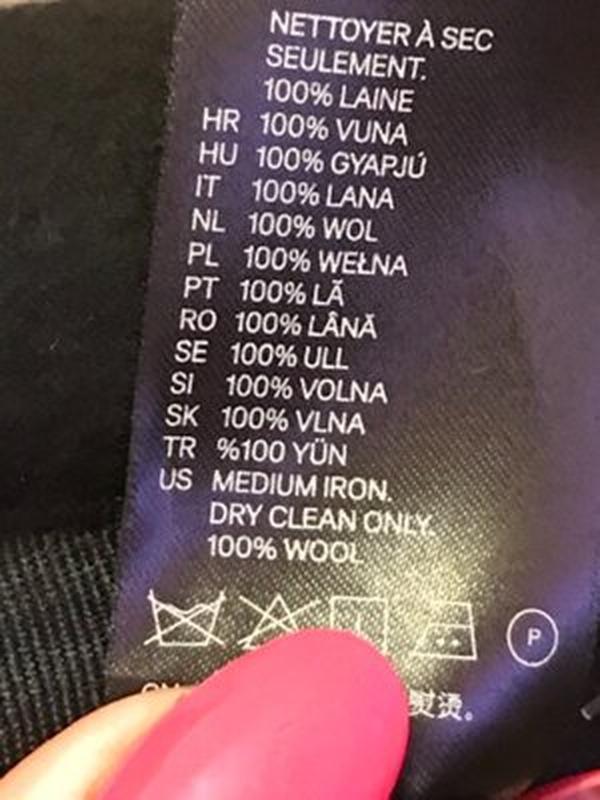 NETTOYER À SEC
SEULEMENT.
100% LAINE
HR 100% VUNA
HU 100% GYAPJÚ
IT 100% LANA
NL 100% WOL
PL 100% WEŁNA
PT 100% LÃ
RO 100% LÂNĂ
SE 100% ULL
SI 100% VOLNA
SK 100% VLNA
TR %100 YÜN
US MEDIUM IRON.
DRY CLEAN ONLY.
100% WOOL
P
熨烫。